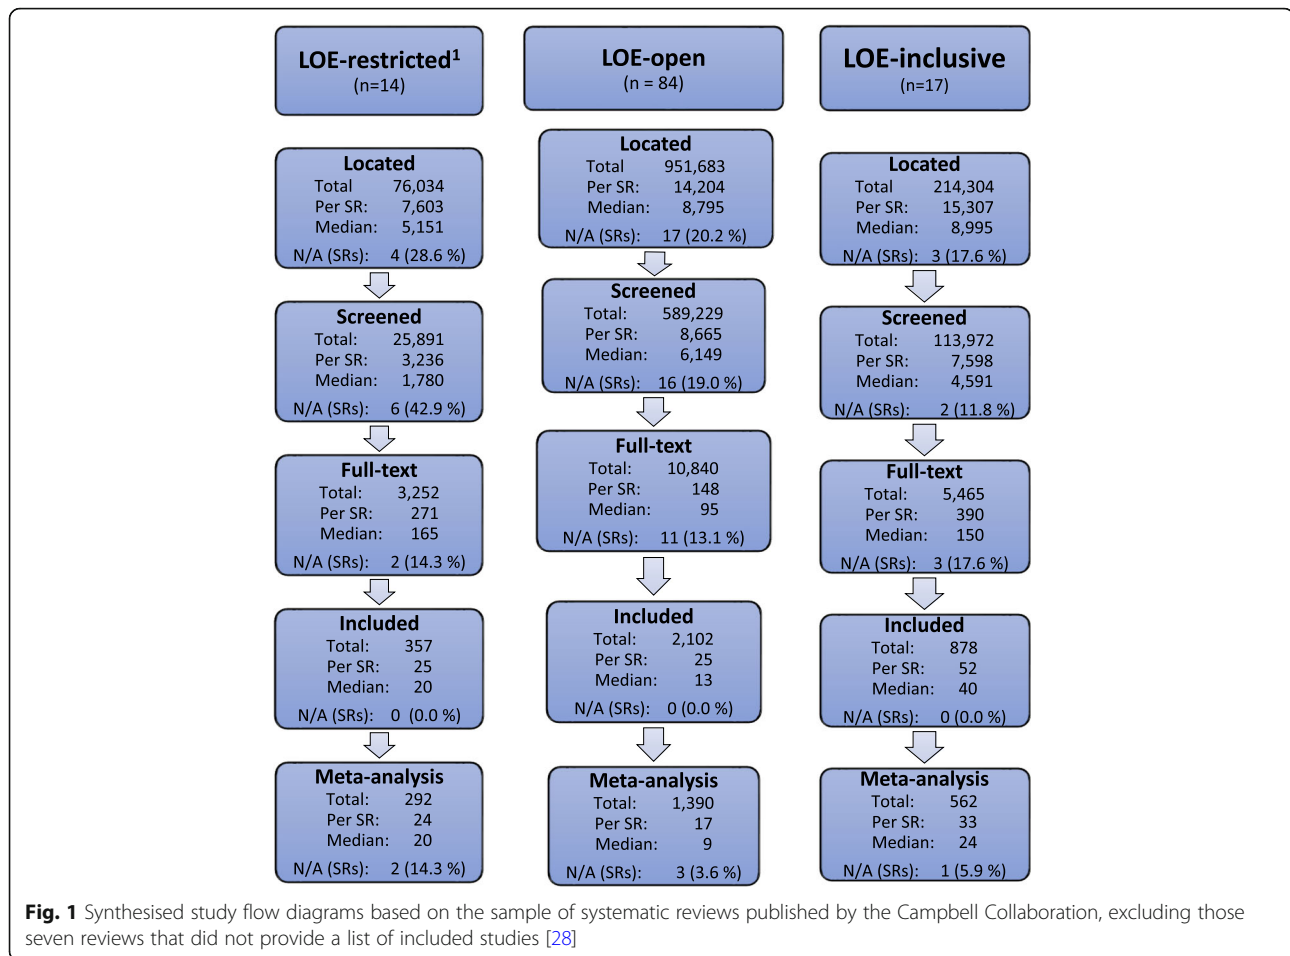 LOE-restricted¹
(n=14)
Located
Total 76,034
Per SR: 7,603
Median: 5,151
N/A (SRs): 4 (28.6 %)
Screened
Total: 25,891
Per SR: 3,236
Median: 1,780
N/A (SRs): 6 (42.9 %)
Full-text
Total: 3,252
Per SR: 271
Median: 165
N/A (SRs): 2 (14.3 %)
Included
Total: 357
Per SR: 25
Median: 20
N/A (SRs): 0 (0.0 %)
Meta-analysis
Total: 292
Per SR: 24
Median: 20
N/A (SRs): 2 (14.3 %)
LOE-open
(n = 84)
Located
Total 951,683
Per SR: 14,204
Median: 8,795
N/A (SRs): 17 (20.2 %)
Screened
Total: 589,229
Per SR: 8,665
Median: 6,149
N/A (SRs): 16 (19.0 %)
Full-text
Total: 10,840
Per SR: 148
Median: 95
N/A (SRs): 11 (13.1 %)
Included
Total: 2,102
Per SR: 25
Median: 13
N/A (SRs): 0 (0.0 %)
Meta-analysis
Total: 1,390
Per SR: 17
Median: 9
N/A (SRs): 3 (3.6 %)
LOE-inclusive
(n=17)
Located
Total 214,304
Per SR: 15,307
Median: 8,995
N/A (SRs): 3 (17.6 %)
Screened
Total: 113,972
Per SR: 7,598
Median: 4,591
N/A (SRs): 2 (11.8 %)
Full-text
Total: 5,465
Per SR: 390
Median: 150
N/A (SRs): 3 (17.6 %)
Included
Total: 878
Per SR: 52
Median: 40
N/A (SRs): 0 (0.0 %)
Meta-analysis
Total: 562
Per SR: 33
Median: 24
N/A (SRs): 1 (5.9 %)
Fig. 1 Synthesised study flow diagrams based on the sample of systematic reviews published by the Campbell Collaboration, excluding those
seven reviews that did not provide a list of included studies [28]